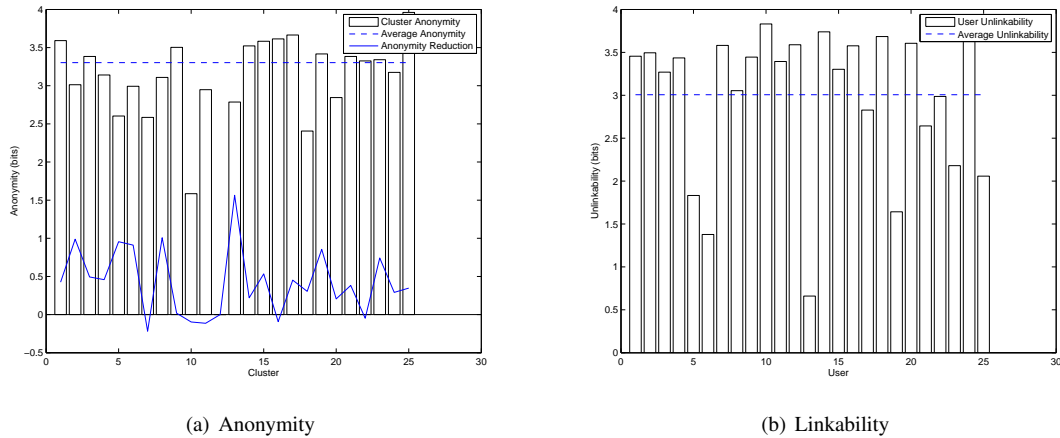 Cluster Anonymity
Average Anonymity
Anonymity Reduction
Anonymity (bits)
4
3.5
3
2.5
2
1.5
1
0.5
0
−0.5
0 5 10 15 20 25 30
Cluster
(a) Anonymity
User Unlinkability
Average Unlinkability
Unlinkability (bits)
4
3.5
3
2.5
2
1.5
1
0.5
0
0 5 10 15 20 25 30
User
(b) Linkability